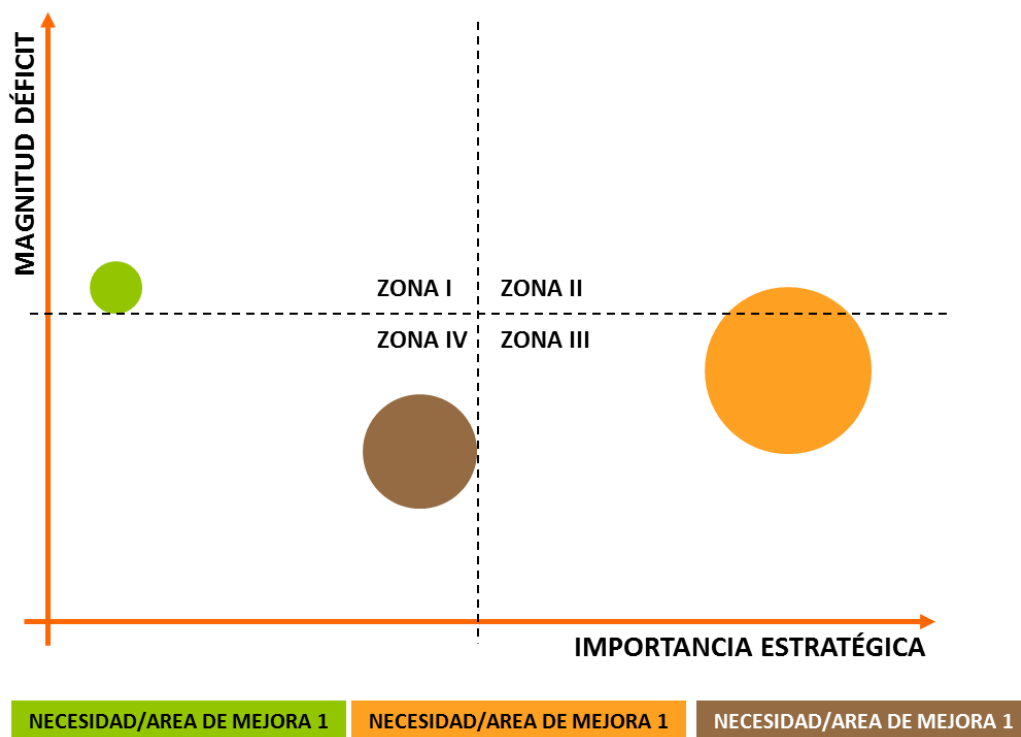 MAGNITUD DÉFICIT
ZONA I
ZONA II
ZONA IV
ZONA III
IMPORTANCIA ESTRATÉGICA
NECESIDAD/AREA DE MEJORA 1
NECESIDAD/AREA DE MEJORA 1
NECESIDAD/AREA DE MEJORA 1